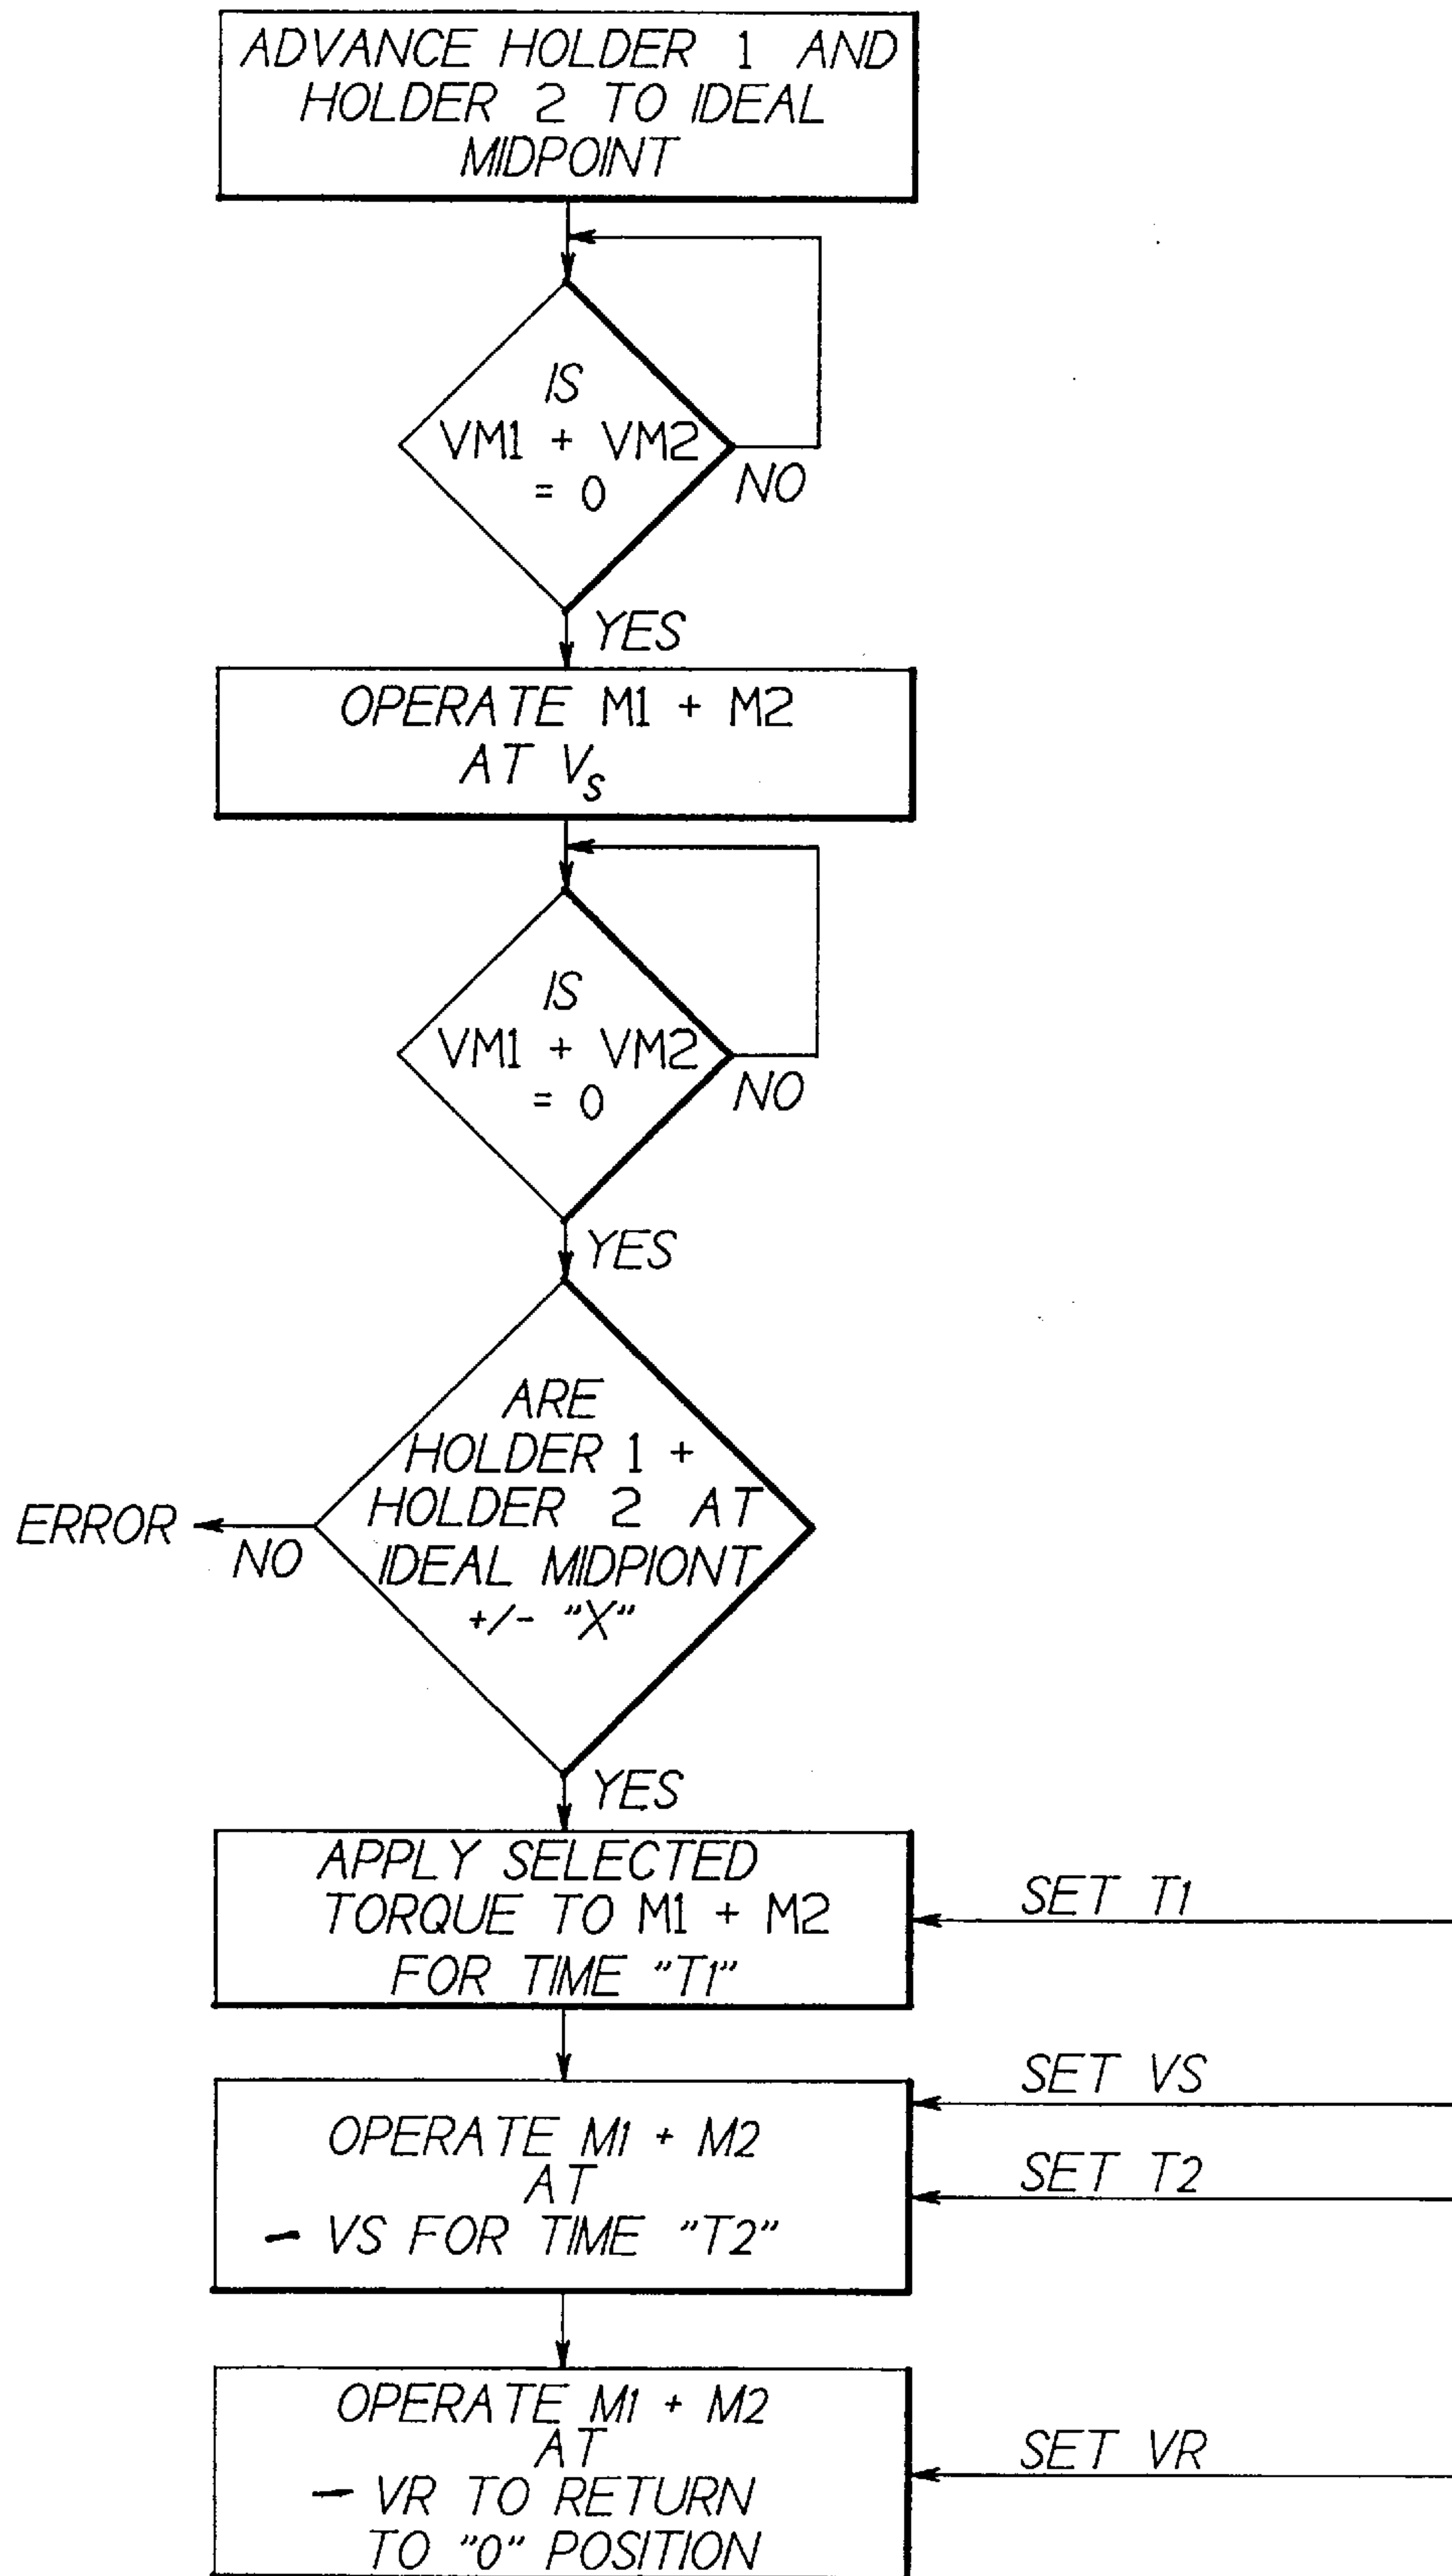 ADVANCE HOLDER 1 AND
HOLDER 2 TO IDEAL
MIDPOINT
IS
VM1 + VM2
= 0
NO
YES
OPERATE M1 + M2
AT VS
IS
VM1 + VM2
= 0
NO
YES
ARE
HOLDER 1 +
HOLDER 2 AT
IDEAL MIDPIONT
+/- "X"
ERROR
NO
YES
APPLY SELECTED
TORQUE TO M1 + M2
FOR TIME "T1"
SET T1
OPERATE M1 + M2
AT
- VS FOR TIME "T2"
SET VS
SET T2
OPERATE M1 + M2
AT
- VR TO RETURN
TO "0" POSITION
SET VR